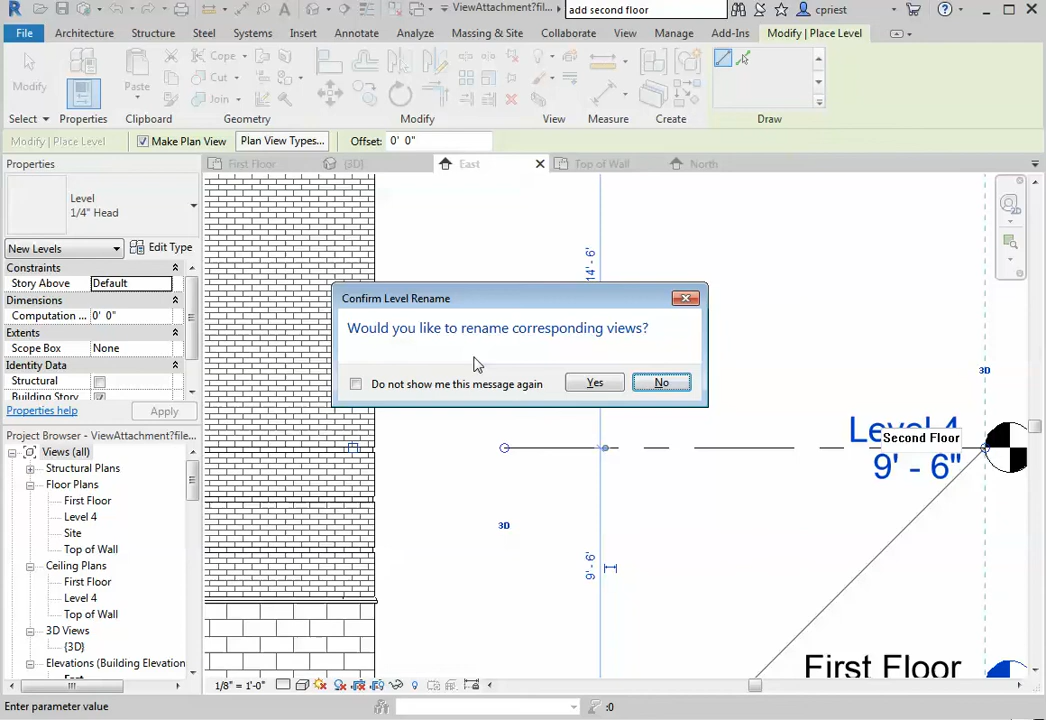 R ViewAttachment?file... add second floor cpriest
File Architecture Structure Steel Systems Insert Annotate Analyze Massing & Site Collaborate View Manage Add-Ins Modify | Place Level
Modify Paste Cope Cut Join
Select Properties Clipboard Geometry Modify View Measure Create Draw
Modify | Place Level Make Plan View Plan View Types... Offset: 0' 0"
Properties First Floor {3D} East Top of Wall North
Level
1/4" Head
New Levels Edit Type
Constraints
Story Above Default
Dimensions
Computation ... 0' 0"
Extents
Scope Box None
Identity Data
Structural
Building Story
Properties help Apply
Project Browser - ViewAttachment?file...
Views (all)
Structural Plans
Floor Plans
First Floor
Level 4
Site
Top of Wall
Ceiling Plans
First Floor
Level 4
Top of Wall
3D Views
{3D}
Elevations (Building Elevation
East
14' - 6"
Confirm Level Rename
Would you like to rename corresponding views?
Do not show me this message again Yes No
3D
Level 4
Second Floor
9' - 6"
3D
9' - 6'
First Floor
1/8" = 1'-0"
Enter parameter value :0